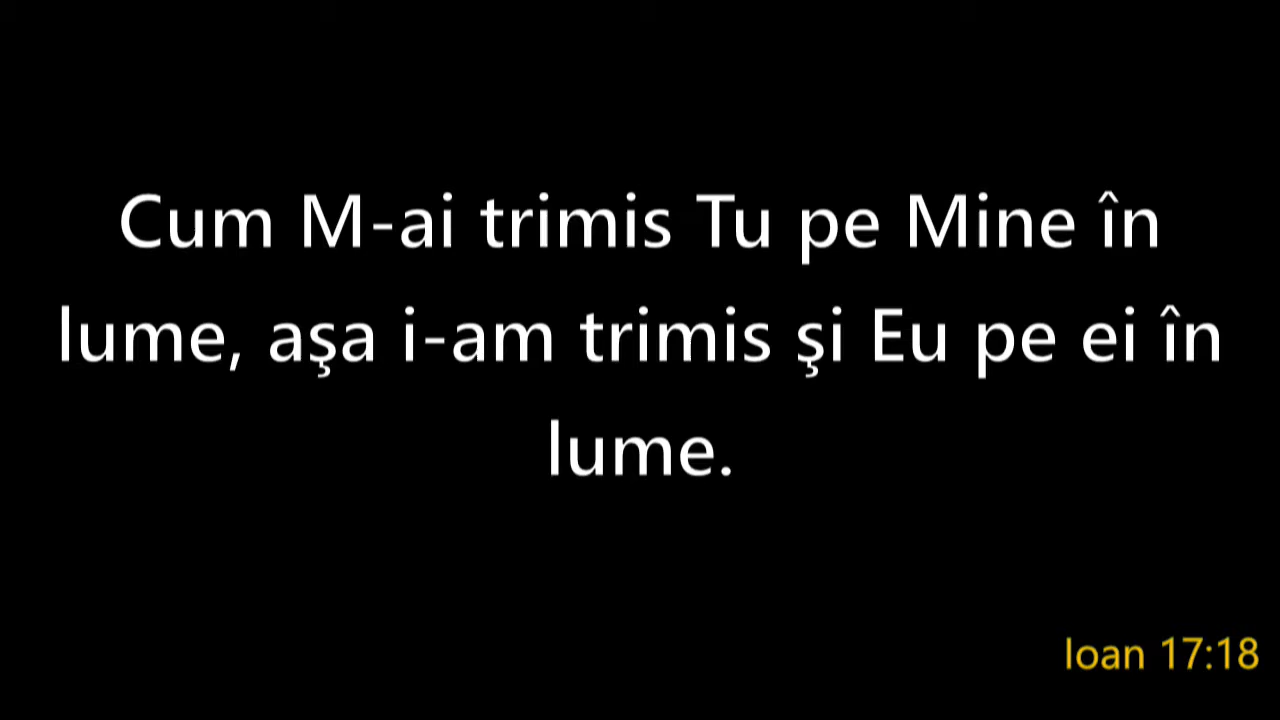 Cum M-ai trimis Tu pe Mine în
lume, aşa i-am trimis şi Eu pe ei în
lume.
Ioan 17:18